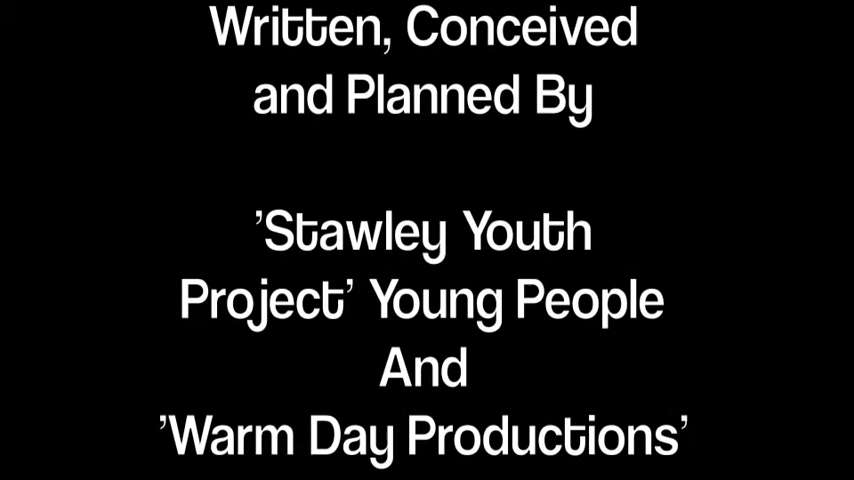 Written, Conceived
and Planned By
’Stawley Youth
Project’ Young People
And
’Warm Day Productions’